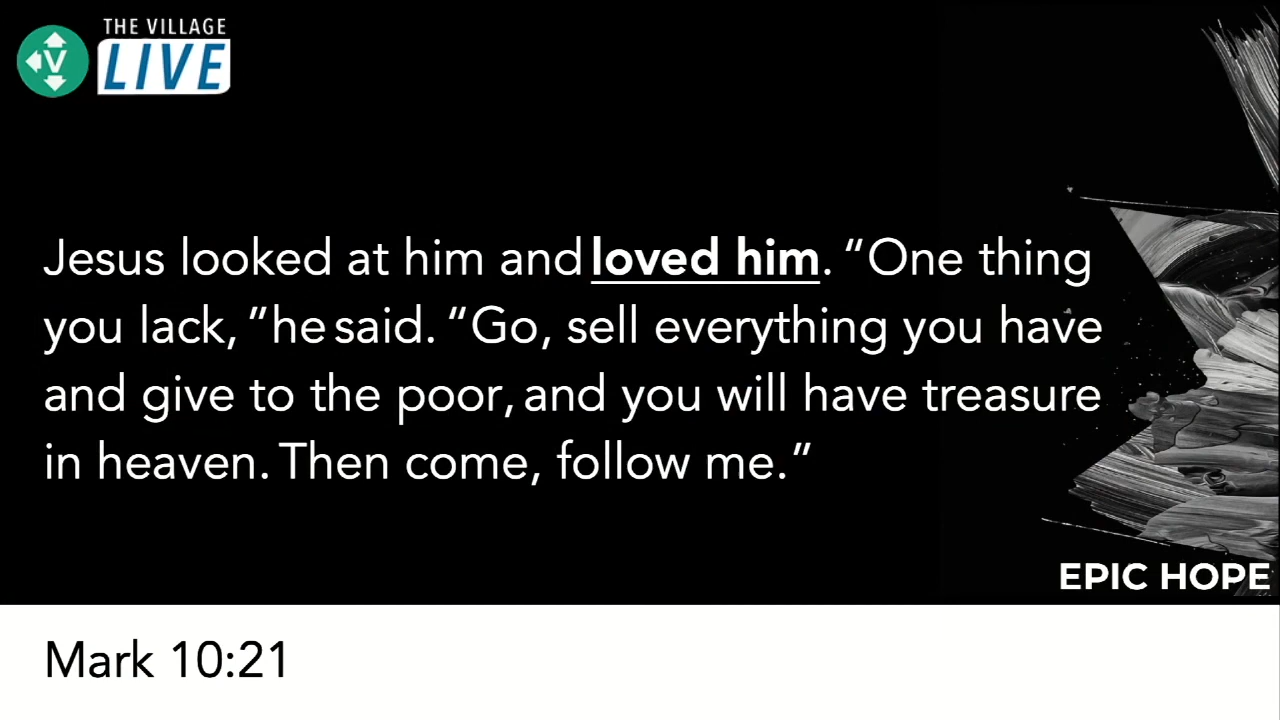 THE VILLAGE
V
LIVE
Jesus looked at him and loved him. “One thing
you lack, ”he said. “Go, sell everything you have
and give to the poor, and you will have treasure
in heaven. Then come, follow me.”
EPIC HOPE
Mark 10:21